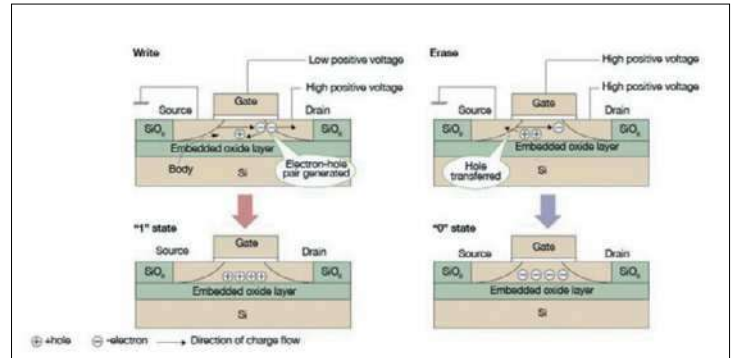 Write
Low positive voltage
High positive voltage
Source
Gate
Drain
SiO₂
SiO₂
Embedded oxide layer
Body
Electron-hole
pair generated
Si
Erase
High positive voltage
High positive voltage
Source
Gate
Drain
SiO₂
SiO₂
Embedded oxide layer
Hole
transferred
Si
"1" state
Source
Gate
Drain
SiO₂
SiO₂
Embedded oxide layer
Si
"0" state
Source
Gate
Drain
SiO₂
SiO₂
Embedded oxide layer
Si
⊕ +hole ⊖ -electron → Direction of charge flow